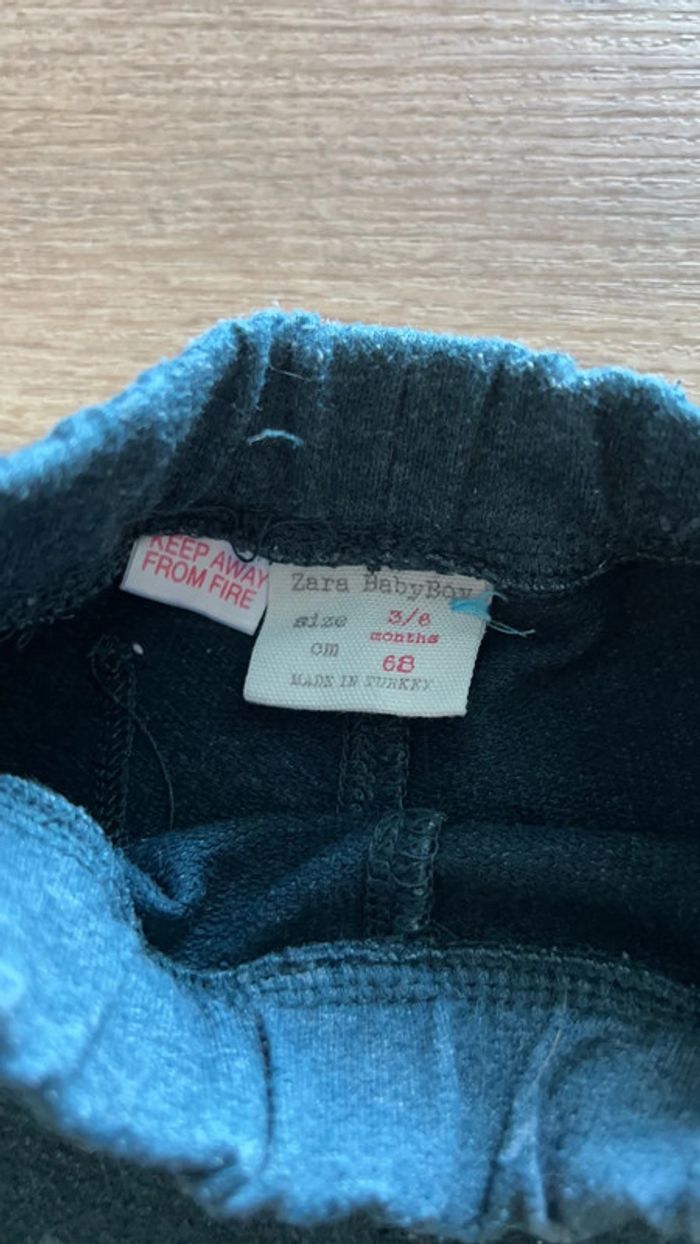 KEEP AWAY
FROM FIRE
Zara BabyBoy
size 3/6
months
cm 68
MADE IN TURKEY